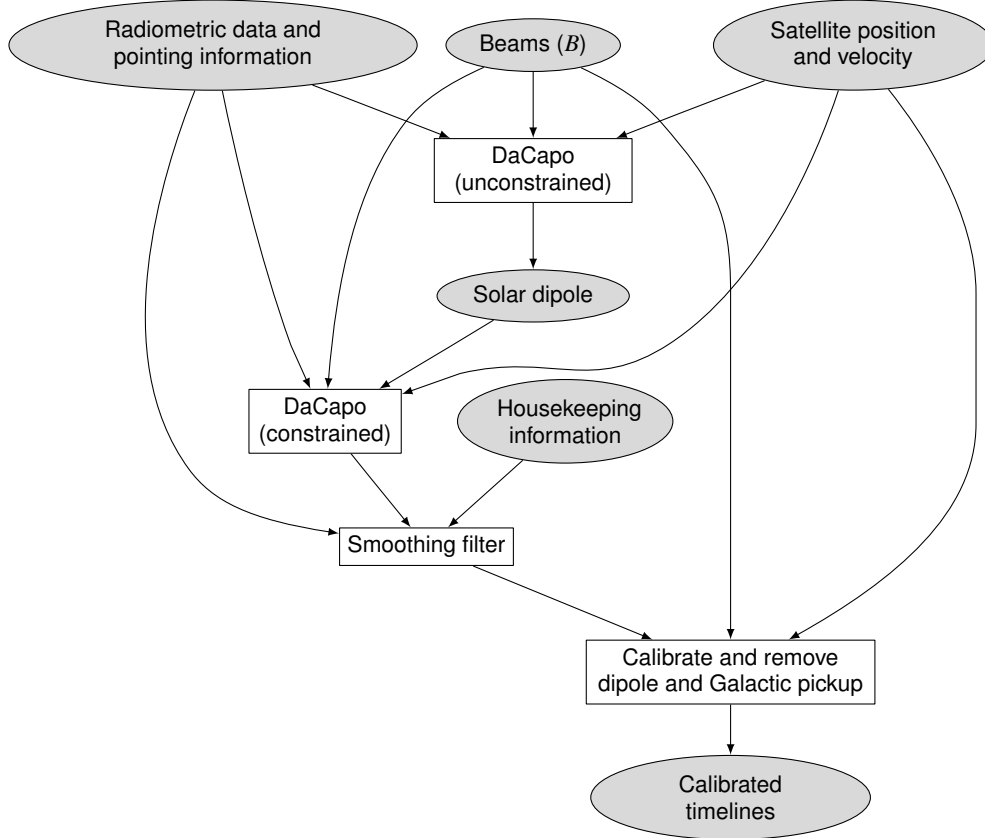 Radiometric data and
pointing information
Beams (B)
Satellite position
and velocity
DaCapo
(unconstrained)
Solar dipole
DaCapo
(constrained)
Housekeeping
information
Smoothing filter
Calibrate and remove
dipole and Galactic pickup
Calibrated
timelines